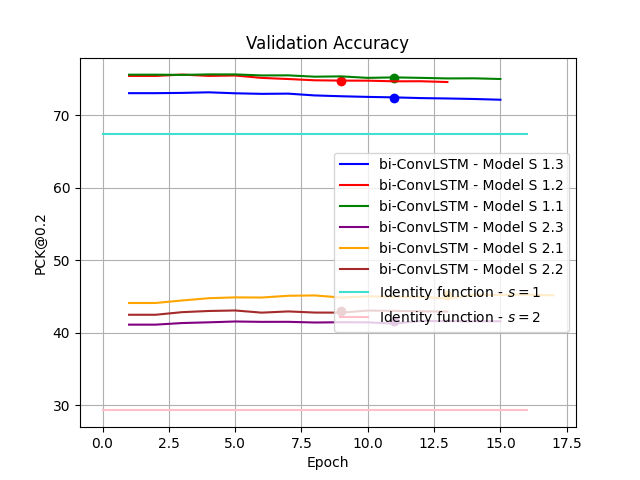 Validation Accuracy
PCK@0.2
70
60
50
40
30
bi-ConvLSTM - Model S 1.3
bi-ConvLSTM - Model S 1.2
bi-ConvLSTM - Model S 1.1
bi-ConvLSTM - Model S 2.3
bi-ConvLSTM - Model S 2.1
bi-ConvLSTM - Model S 2.2
Identity function - s = 1
Identity function - s = 2
0.0 2.5 5.0 7.5 10.0 12.5 15.0 17.5
Epoch